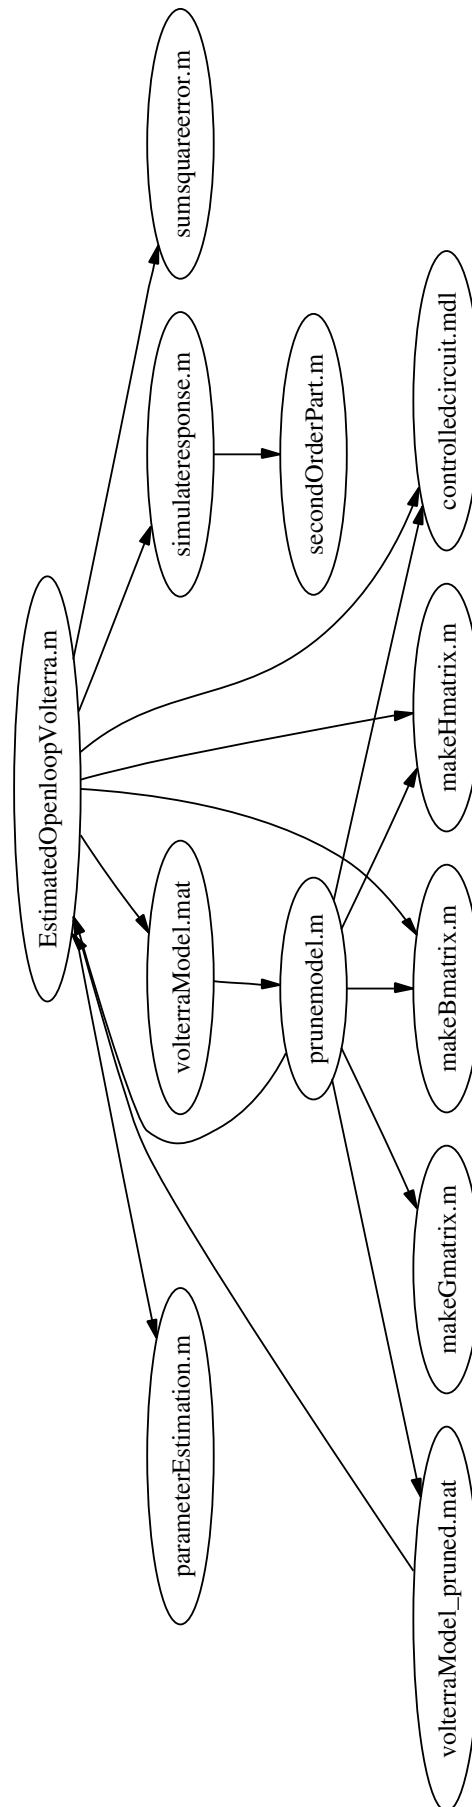 EstimatedOpenloopVolterra.m
parameterEstimation.m
volterraModel.mat
simulateresponse.m
sumsquareerror.m
prunemodel.m
secondOrderPart.m
volterraModel_pruned.mat
makeGmatrix.m
makeBmatrix.m
makeHmatrix.m
controlledcircuit.mdl